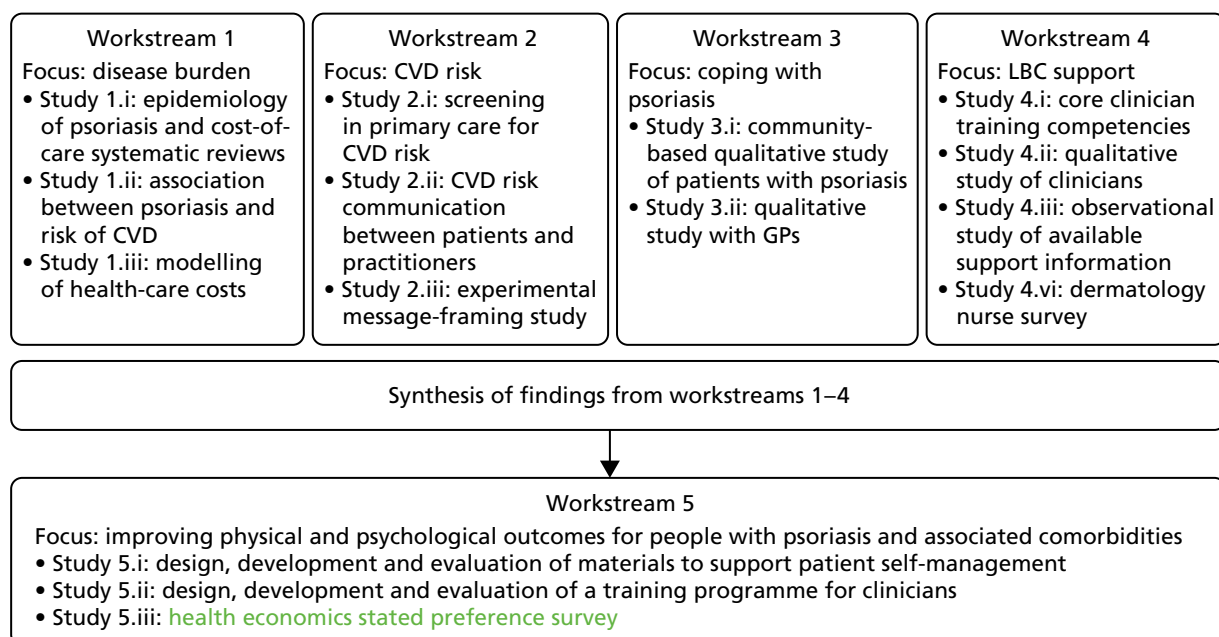 Workstream 1
Focus: disease burden
• Study 1.i: epidemiology
of psoriasis and cost-of-
care systematic reviews
• Study 1.ii: association
between psoriasis and
risk of CVD
• Study 1.iii: modelling
of health-care costs
Workstream 2
Focus: CVD risk
• Study 2.i: screening
in primary care for
CVD risk
• Study 2.ii: CVD risk
communication
between patients and
practitioners
• Study 2.iii: experimental
message-framing study
Workstream 3
Focus: coping with
psoriasis
• Study 3.i: community-
based qualitative study
of patients with psoriasis
• Study 3.ii: qualitative
study with GPs
Workstream 4
Focus: LBC support
• Study 4.i: core clinician
training competencies
• Study 4.ii: qualitative
study of clinicians
• Study 4.iii: observational
study of available
support information
• Study 4.vi: dermatology
nurse survey
Synthesis of findings from workstreams 1–4
Workstream 5
Focus: improving physical and psychological outcomes for people with psoriasis and associated comorbidities
• Study 5.i: design, development and evaluation of materials to support patient self-management
• Study 5.ii: design, development and evaluation of a training programme for clinicians
• Study 5.iii: health economics stated preference survey